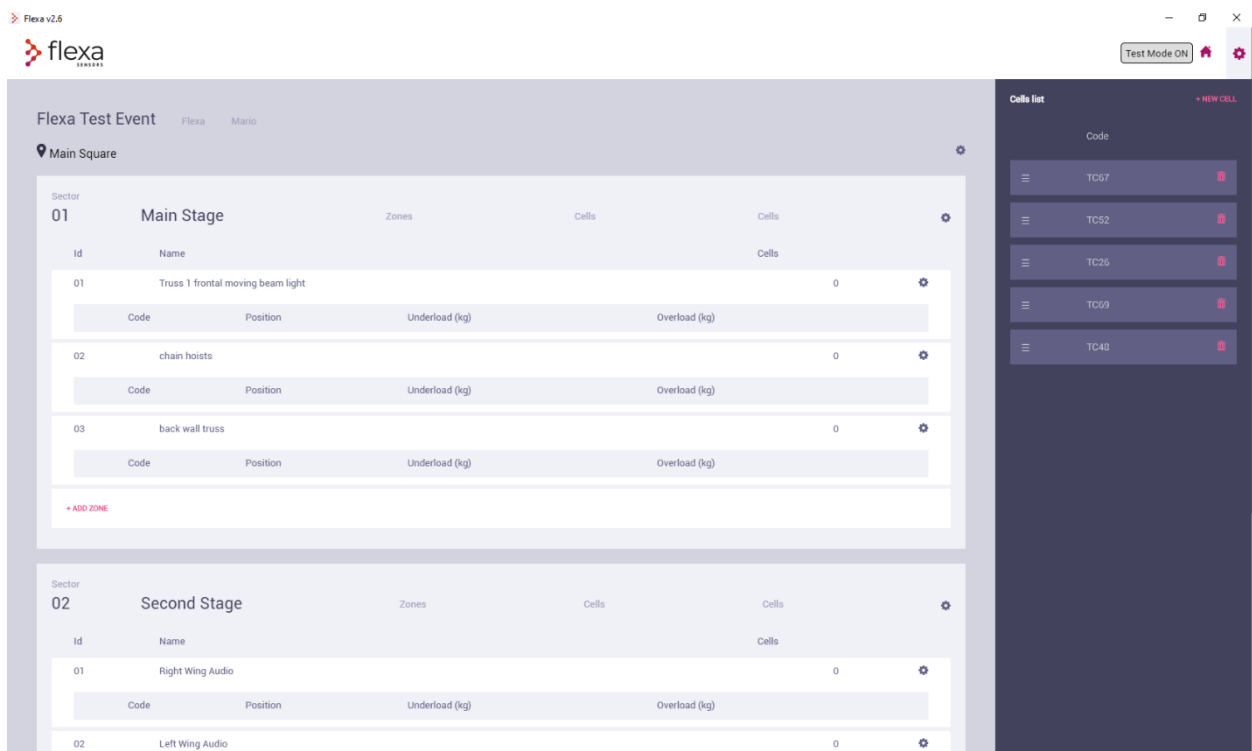 Flexa v2.6
flexa
SENSORS
Test Mode ON
Flexa Test Event Flexa Mario
Main Square
Sector
01 Main Stage Zones Cells Cells
Id Name Cells
01 Truss 1 frontal moving beam light 0
Code Position Underload (kg) Overload (kg)
02 chain hoists 0
Code Position Underload (kg) Overload (kg)
03 back wall truss 0
Code Position Underload (kg) Overload (kg)
+ ADD ZONE
Sector
02 Second Stage Zones Cells Cells
Id Name Cells
01 Right Wing Audio 0
Code Position Underload (kg) Overload (kg)
02 Left Wing Audio 0
Cells list + NEW CELL
Code
TC67
TC52
TC26
TC69
TC48